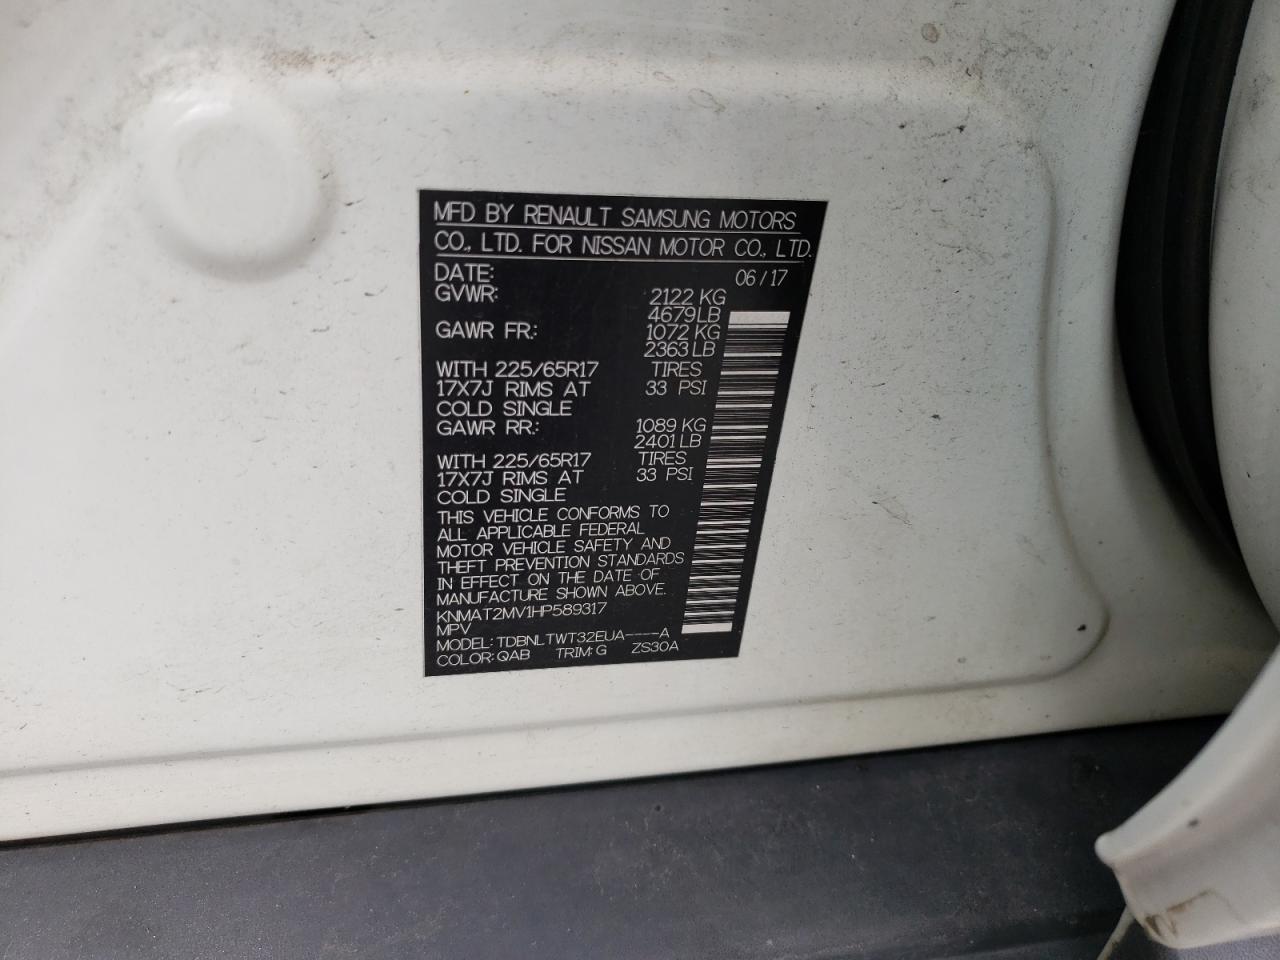 MFD BY RENAULT SAMSUNG MOTORS
CO., LTD. FOR NISSAN MOTOR CO., LTD.
DATE: 06/17
GVWR: 2122 KG
4679LB
GAWR FR.: 1072 KG
2363LB
WITH 225/65R17 TIRES
17X7J RIMS AT 33 PSI
COLD SINGLE
GAWR RR.: 1089 KG
2401LB
WITH 225/65R17 TIRES
17X7J RIMS AT 33 PSI
COLD SINGLE
THIS VEHICLE CONFORMS TO
ALL APPLICABLE FEDERAL
MOTOR VEHICLE SAFETY AND
THEFT PREVENTION STANDARDS
IN EFFECT ON THE DATE OF
MANUFACTURE SHOWN ABOVE.
KNMAT2MV1HP589317
MPV
MODEL: TDBNLTWT32EUA----A
COLOR: QAB TRIM: G ZS30A